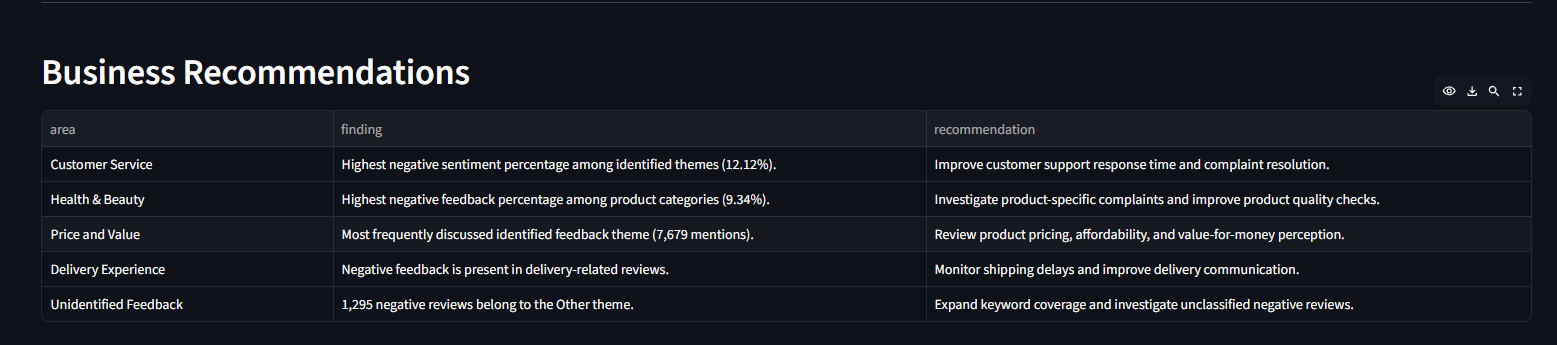 Business Recommendations
area finding recommendation
Customer Service Highest negative sentiment percentage among identified themes (12.12%). Improve customer support response time and complaint resolution.
Health & Beauty Highest negative feedback percentage among product categories (9.34%). Investigate product-specific complaints and improve product quality checks.
Price and Value Most frequently discussed identified feedback theme (7,679 mentions). Review product pricing, affordability, and value-for-money perception.
Delivery Experience Negative feedback is present in delivery-related reviews. Monitor shipping delays and improve delivery communication.
Unidentified Feedback 1,295 negative reviews belong to the Other theme. Expand keyword coverage and investigate unclassified negative reviews.